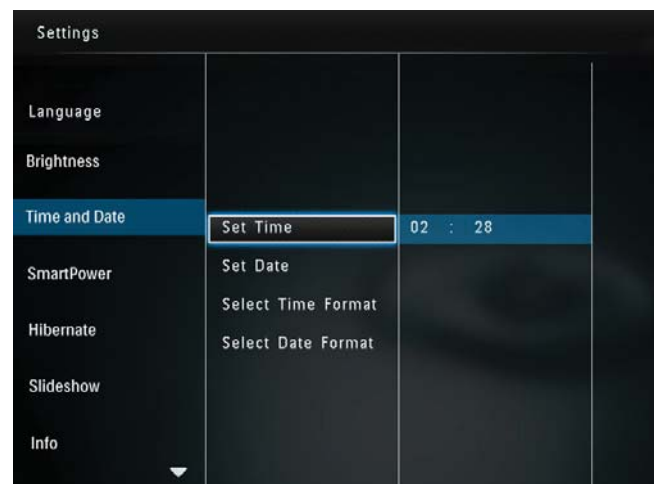 Settings
Language
Brightness
Time and Date
SmartPower
Hibernate
Slideshow
Info
Set Time
Set Date
Select Time Format
Select Date Format
02 : 28